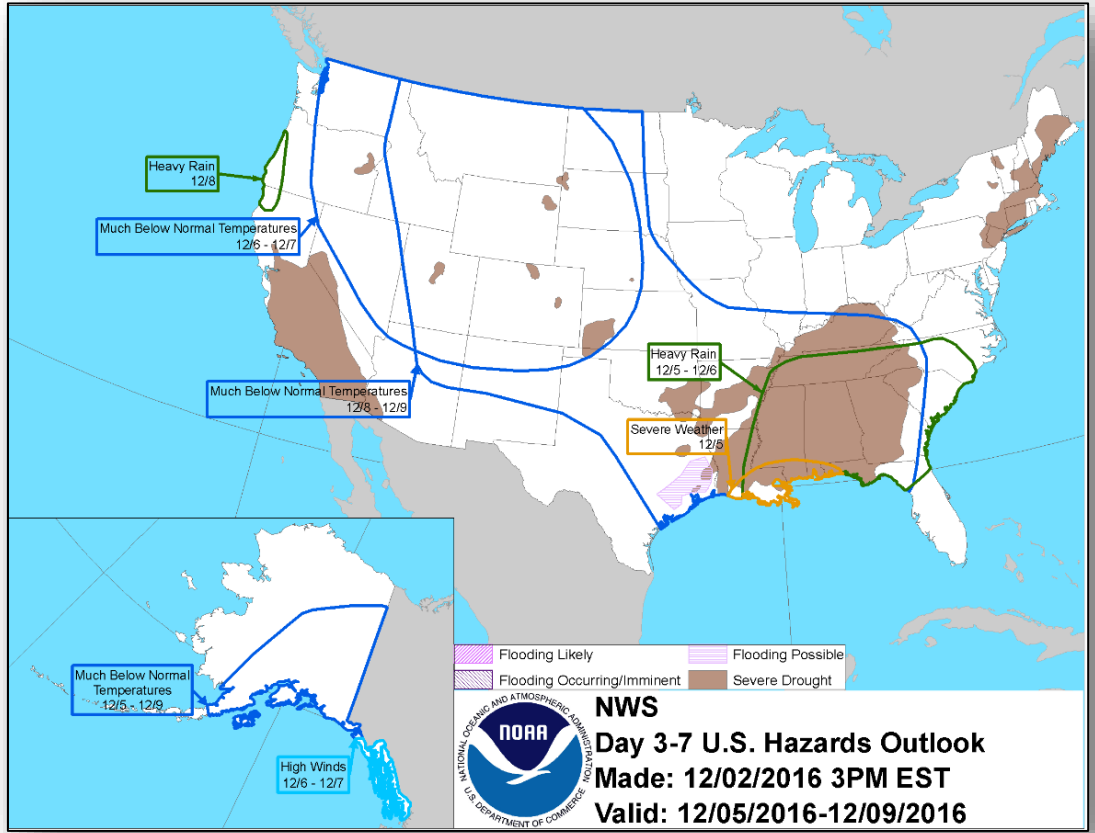 Heavy Rain
12/8
Much Below Normal Temperatures
12/6 - 12/7
Heavy Rain
12/5 - 12/6
Much Below Normal Temperatures
12/8 - 12/9
Severe Weather
12/5
Much Below Normal
Temperatures
12/5 - 12/9
High Winds
12/6 - 12/7
Flooding Likely
Flooding Possible
Flooding Occurring/Imminent
Severe Drought
NATIONAL OCEANIC AND ATMOSPHERIC ADMINISTRATION
NOAA
U.S. DEPARTMENT OF COMMERCE
NWS
Day 3-7 U.S. Hazards Outlook
Made: 12/02/2016 3PM EST
Valid: 12/05/2016-12/09/2016